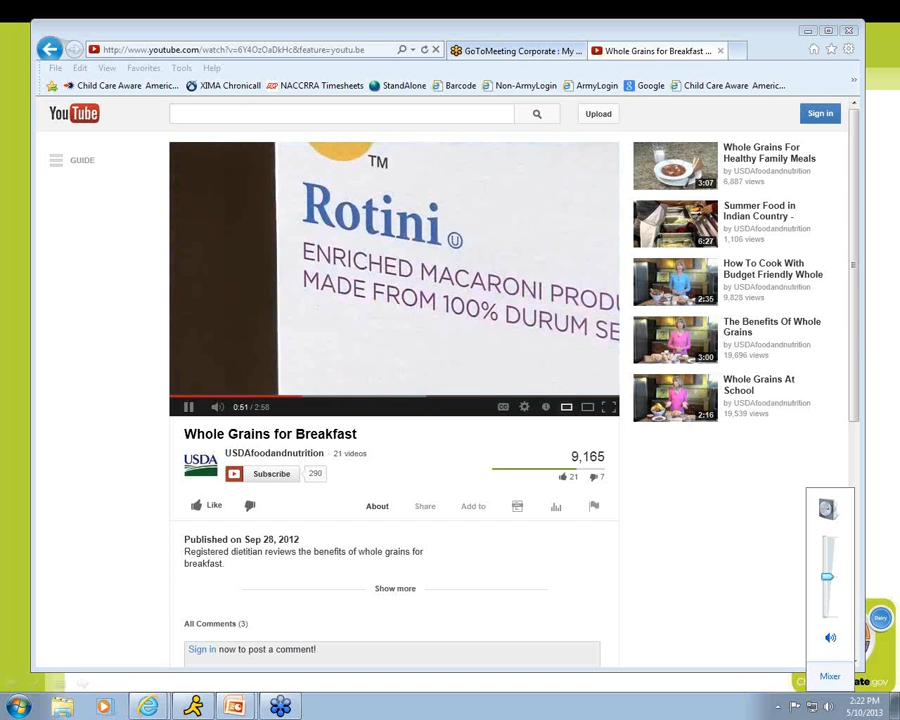 http://www.youtube.com/watch?v=6Y4OzOaDkHc&feature=youtu.be
GoToMeeting Corporate : My ...
Whole Grains for Breakfast ...
File Edit View Favorites Tools Help
Child Care Aware Americ...
XIMA Chronicall
NACCRRA Timesheets
StandAlone
Barcode
Non-ArmyLogin
ArmyLogin
Google
Child Care Aware Americ...
YouTube
Upload
Sign in
GUIDE
TM
Rotini U
ENRICHED MACARONI PRODU
MADE FROM 100% DURUM SE
0:51 / 2:56
Whole Grains for Breakfast
USDA
USDAfoodandnutrition · 21 videos
Subscribe 290
9,165
21 7
Like
About Share Add to
Published on Sep 28, 2012
Registered dietitian reviews the benefits of whole grains for
breakfast.
Show more
All Comments (3)
Sign in now to post a comment!
Whole Grains For
Healthy Family Meals
by USDAfoodandnutrition
6,887 views
3:07
Summer Food in
Indian Country -
by USDAfoodandnutrition
1,106 views
6:27
How To Cook With
Budget Friendly Whole
by USDAfoodandnutrition
9,828 views
2:35
The Benefits Of Whole
Grains
by USDAfoodandnutrition
19,696 views
3:00
Whole Grains At
School
by USDAfoodandnutrition
19,539 views
2:16
Mixer
Dairy
ate.gov
2:22 PM
5/10/2013